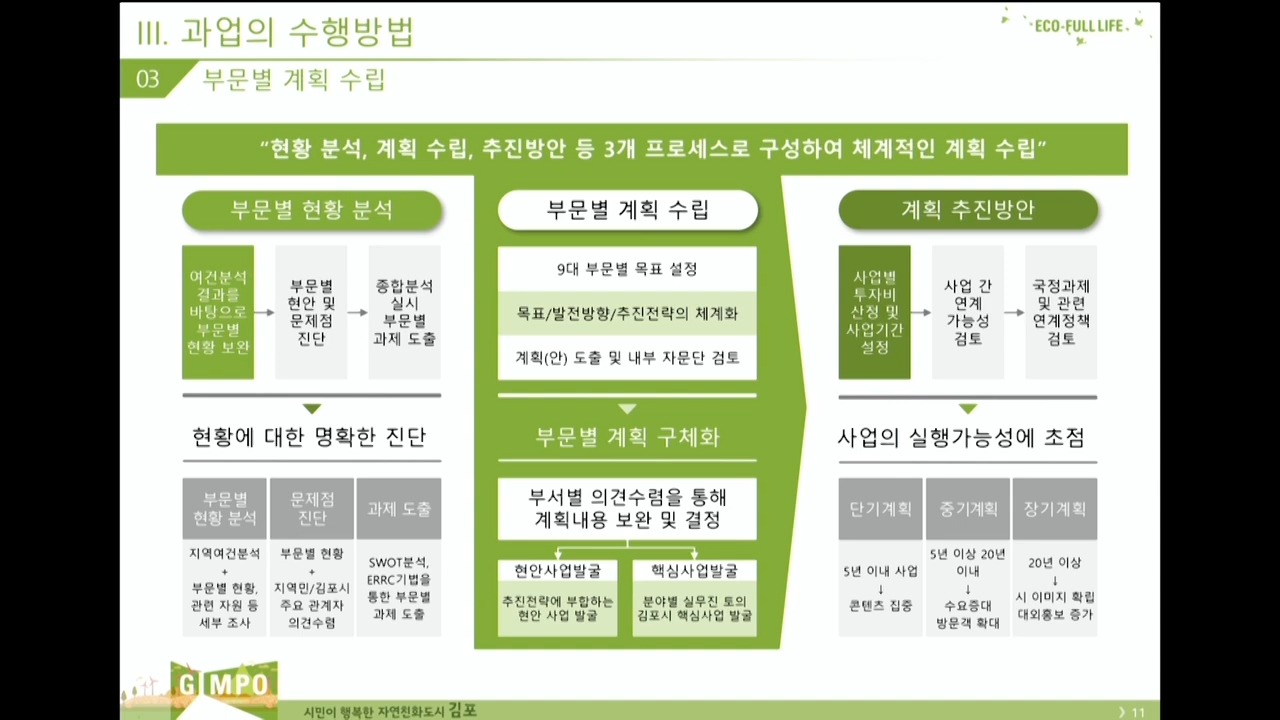 III. 과업의 수행방법
ECO-FULL LIFE
03
부문별 계획 수립
“현황 분석, 계획 수립, 추진방안 등 3개 프로세스로 구성하여 체계적인 계획 수립”
부문별 현황 분석
여건분석
결과를
바탕으로
부문별
현황 보완
부문별
현안 및
문제점
진단
종합분석
실시
부문별
과제 도출
현황에 대한 명확한 진단
부문별
현황 분석
문제점
진단
과제 도출
지역여건분석
+
부문별 현황,
관련 자원 등
세부 조사
부문별 현황
+
지역민/김포시
주요 관계자
의견수렴
SWOT분석,
ERRC기법을
통한 부문별
과제 도출
부문별 계획 수립
9대 부문별 목표 설정
목표/발전방향/추진전략의 체계화
계획(안) 도출 및 내부 자문단 검토
부문별 계획 구체화
부서별 의견수렴을 통해
계획내용 보완 및 결정
현안사업발굴
추진전략에 부합하는
현안 사업 발굴
핵심사업발굴
분야별 실무진 토의
김포시 핵심사업 발굴
계획 추진방안
사업별
투자비
산정 및
사업기간
설정
사업 간
연계
가능성
검토
국정과제
및 관련
연계정책
검토
사업의 실행가능성에 초점
단기계획
중기계획
장기계획
5년 이내 사업
↓
콘텐츠 집중
5년 이상 20년
이내
↓
수요증대
방문객 확대
20년 이상
↓
시 이미지 확립
대외홍보 증가
GIMPO
시민이 행복한 자연친화도시 김포
》 11